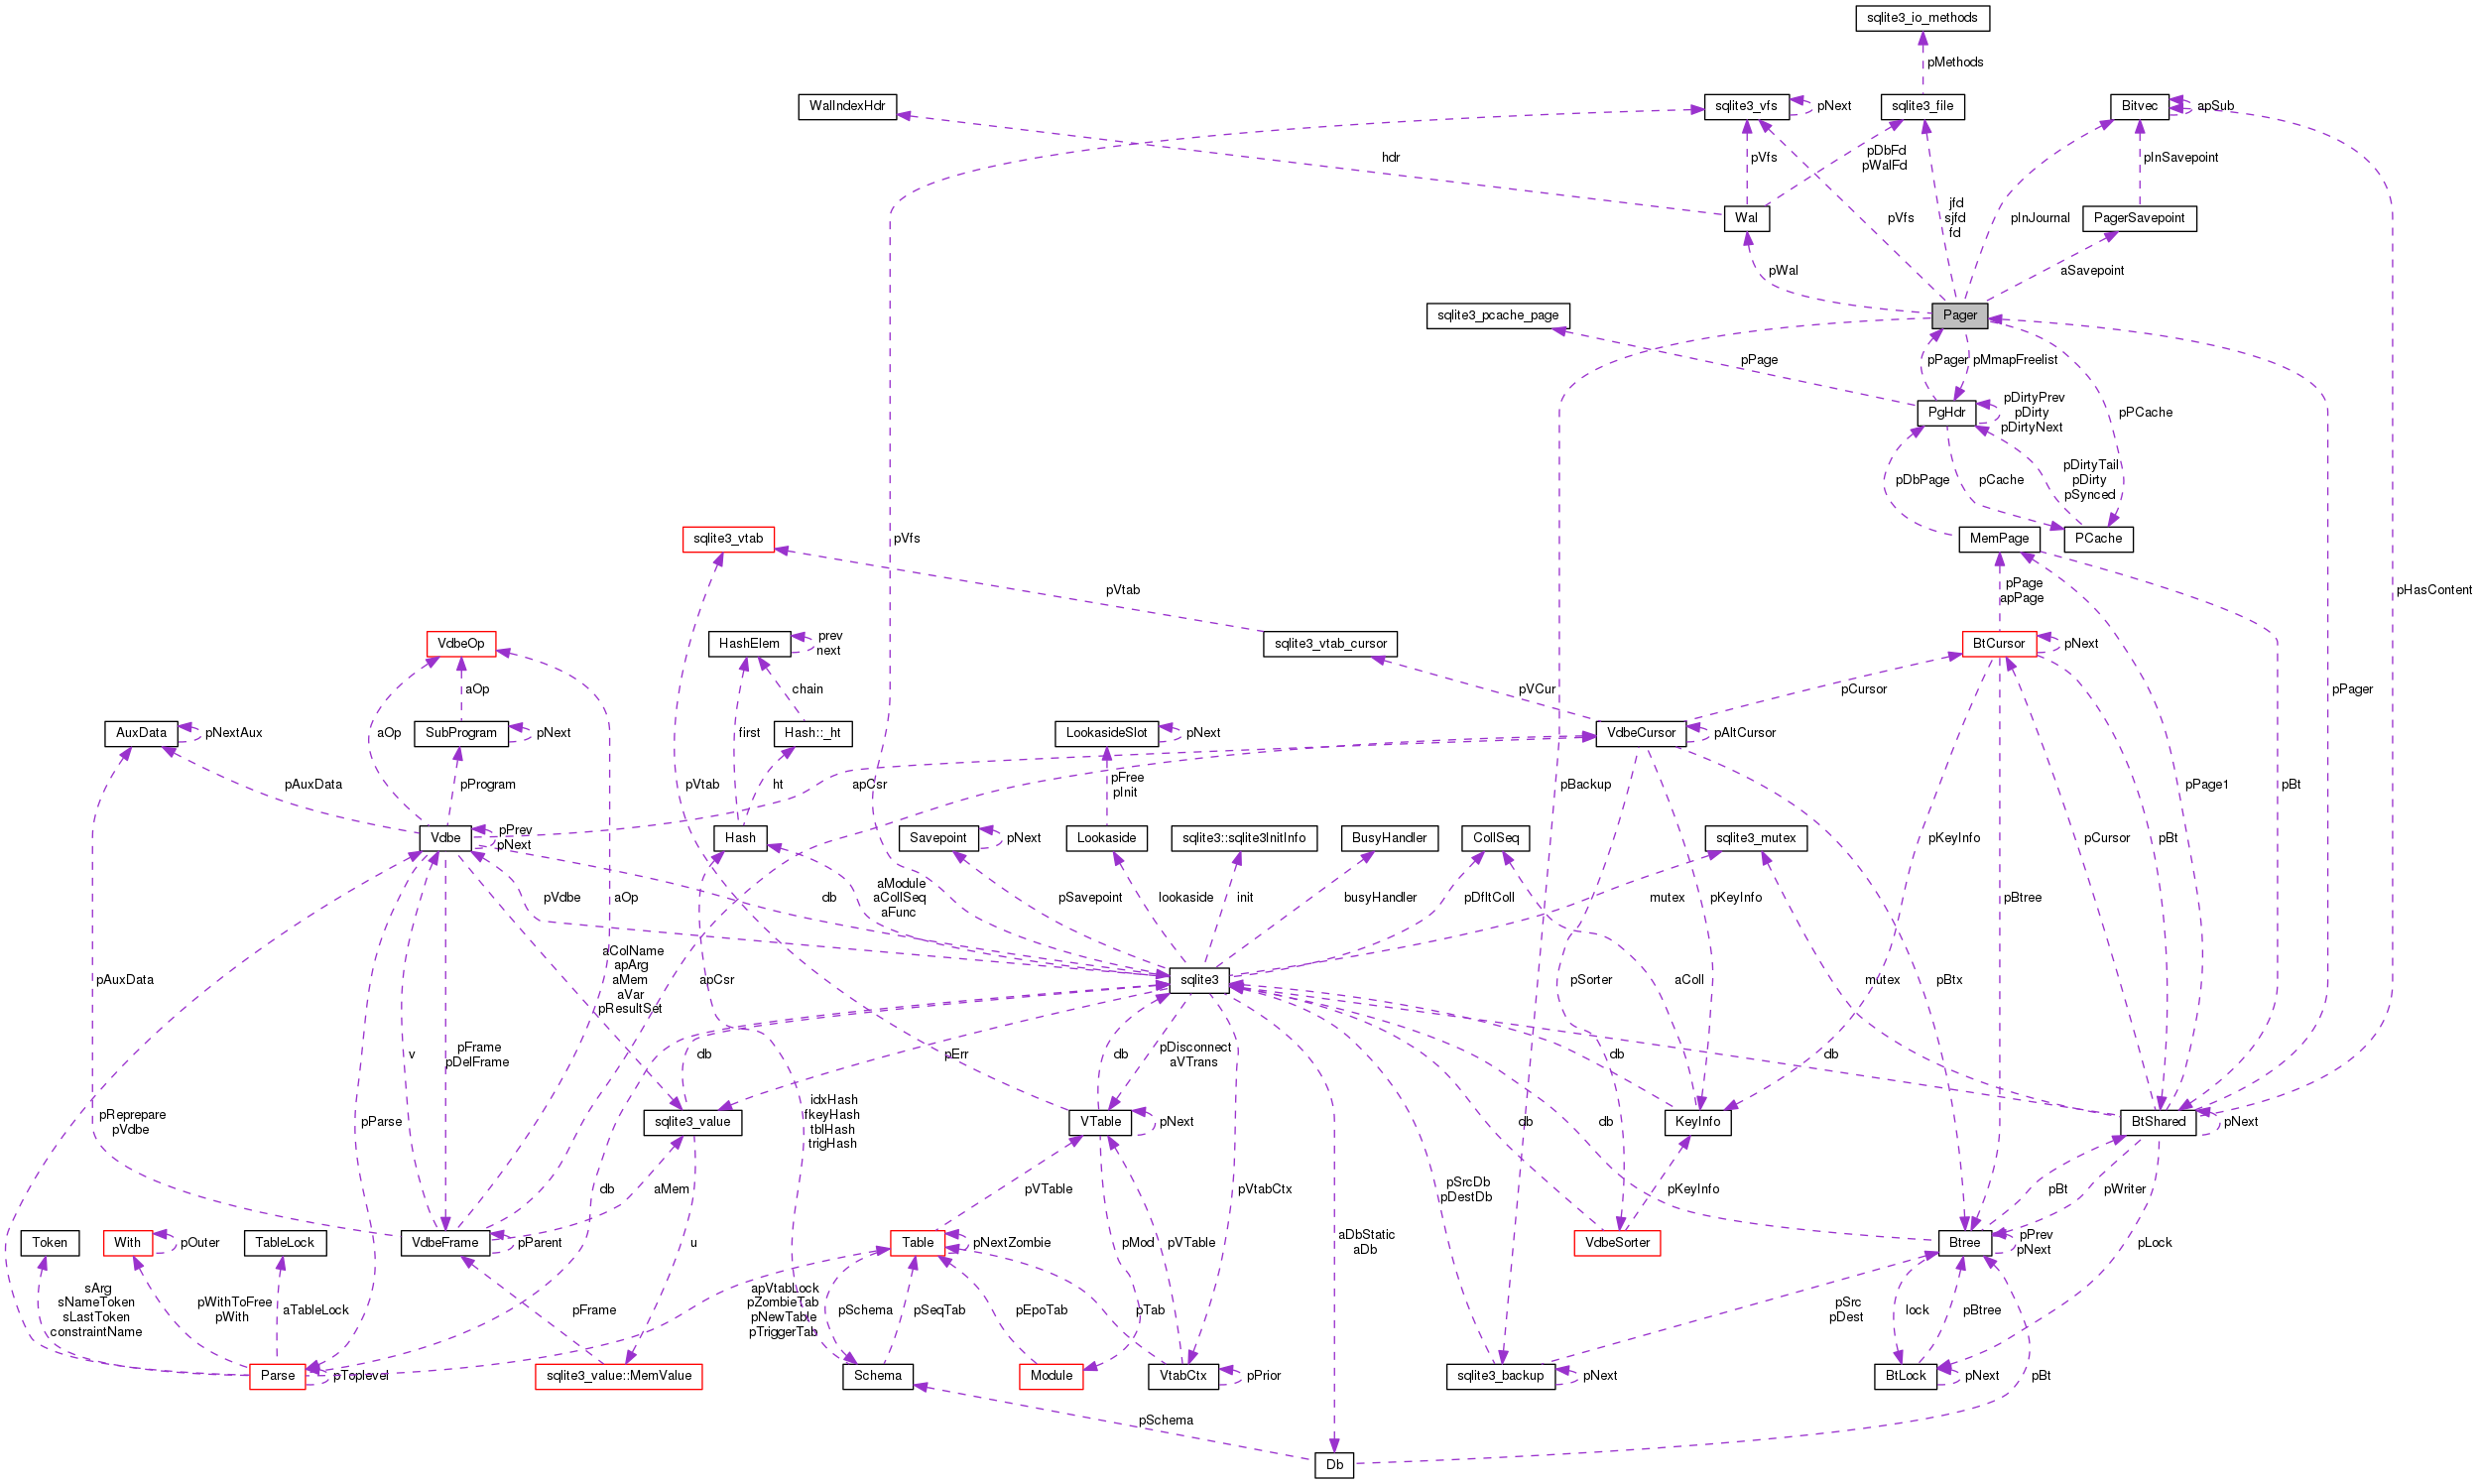 sqlite3_io_methods
pMethods
WalIndexHdr
sqlite3_vfs
pNext
sqlite3_file
Bitvec
apSub
hdr
pVfs
pDbFd
pWalFd
pInSavepoint
Wal
pVfs
jfd
sjfd
fd
pInJournal
PagerSavepoint
pWal
aSavepoint
sqlite3_pcache_page
Pager
pPage
pPager
pMmapFreelist
PgHdr
pDirtyPrev
pDirty
pDirtyNext
pPCache
pDbPage
pCache
pDirtyTail
pDirty
pSynced
sqlite3_vtab
pVfs
MemPage
PCache
pVtab
pPage
apPage
pHasContent
VdbeOp
HashElem
prev
next
sqlite3_vtab_cursor
BtCursor
pNext
aOp
chain
pVCur
pCursor
pPager
AuxData
pNextAux
aOp
SubProgram
pNext
first
Hash::_ht
LookasideSlot
pNext
VdbeCursor
pAltCursor
pAuxData
pProgram
pVtab
ht
apCsr
pFree
pInit
pBackup
pPage1
pBt
Vdbe
pPrev
pNext
Hash
Savepoint
pNext
Lookaside
sqlite3::sqlite3InitInfo
BusyHandler
CollSeq
sqlite3_mutex
pKeyInfo
pCursor
pBt
pVdbe
aOp
db
aModule
aCollSeq
aFunc
pSavepoint
lookaside
init
busyHandler
pDfltColl
mutex
pKeyInfo
pBtree
pAuxData
aColName
apArg
aMem
aVar
pResultSet
apCsr
sqlite3
pSorter
aColl
pBtx
mutex
v
pFrame
pDelFrame
db
pErr
db
pDisconnect
aVTrans
db
db
pReprepare
pVdbe
pParse
sqlite3_value
idxHash
fkeyHash
tblHash
trigHash
VTable
pNext
db
db
KeyInfo
BtShared
pNext
db
aMem
pVTable
pVtabCtx
pSrcDb
pDestDb
pKeyInfo
pBt
pWriter
Token
With
pOuter
TableLock
VdbeFrame
pParent
u
Table
pNextZombie
pMod
pVTable
aDbStatic
aDb
VdbeSorter
Btree
pPrev
pNext
pLock
sArg
sNameToken
sLastToken
constraintName
pWithToFree
pWith
aTableLock
pFrame
apVtabLock
pZombieTab
pNewTable
pTriggerTab
pSchema
pSeqTab
pEpoTab
pTab
pSrc
pDest
lock
pBtree
Parse
pToplevel
sqlite3_value::MemValue
Schema
Module
VtabCtx
pPrior
sqlite3_backup
pNext
BtLock
pNext
pBt
pSchema
Db